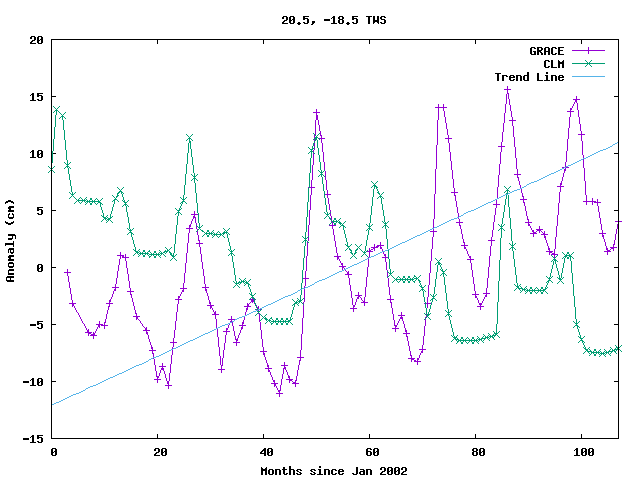 20.5, -18.5 TWS
20
15
10
5
0
-5
-10
-15
Anomaly (cm)
GRACE
CLM
Trend Line
0 20 40 60 80 100
Months since Jan 2002